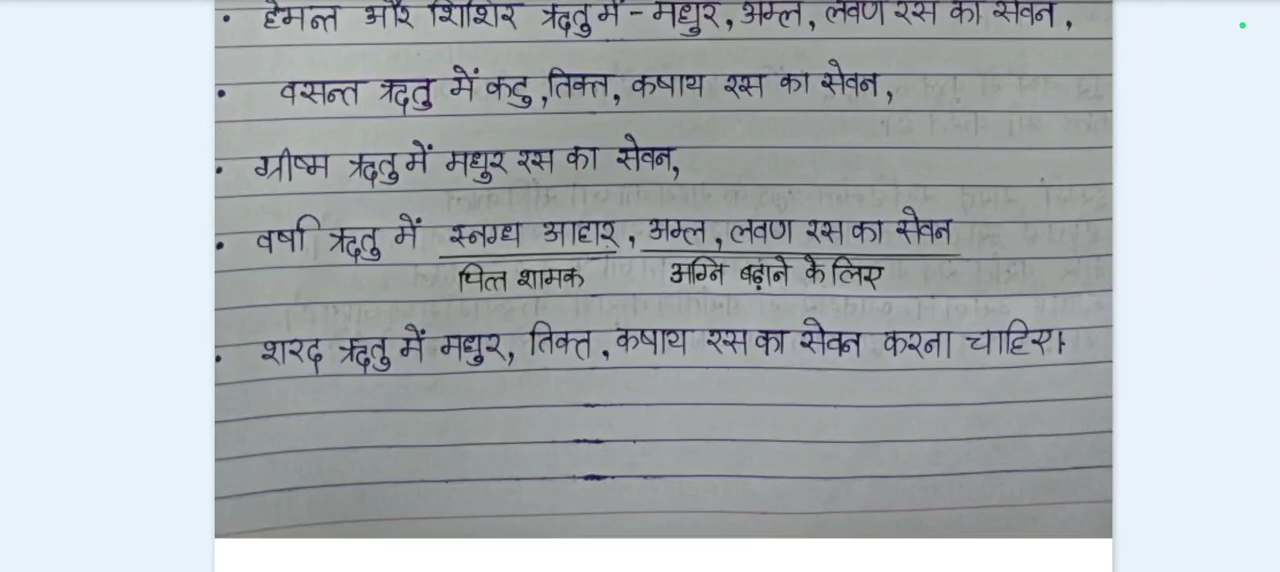 • हेमन्त और शिशिर ऋतु में - मधुर, अम्ल, लवण रस का सेवन,
• वसन्त ऋतु में कटु, तिक्त, कषाय रस का सेवन,
• ग्रीष्म ऋतु में मधुर रस का सेवन,
• वर्षा ऋतु में स्नग्ध आहार, अम्ल, लवण रस का सेवन
पित्त शामक अग्नि बढ़ाने के लिए
• शरद ऋतु में मधुर, तिक्त, कषाय रस का सेवन करना चाहिए।